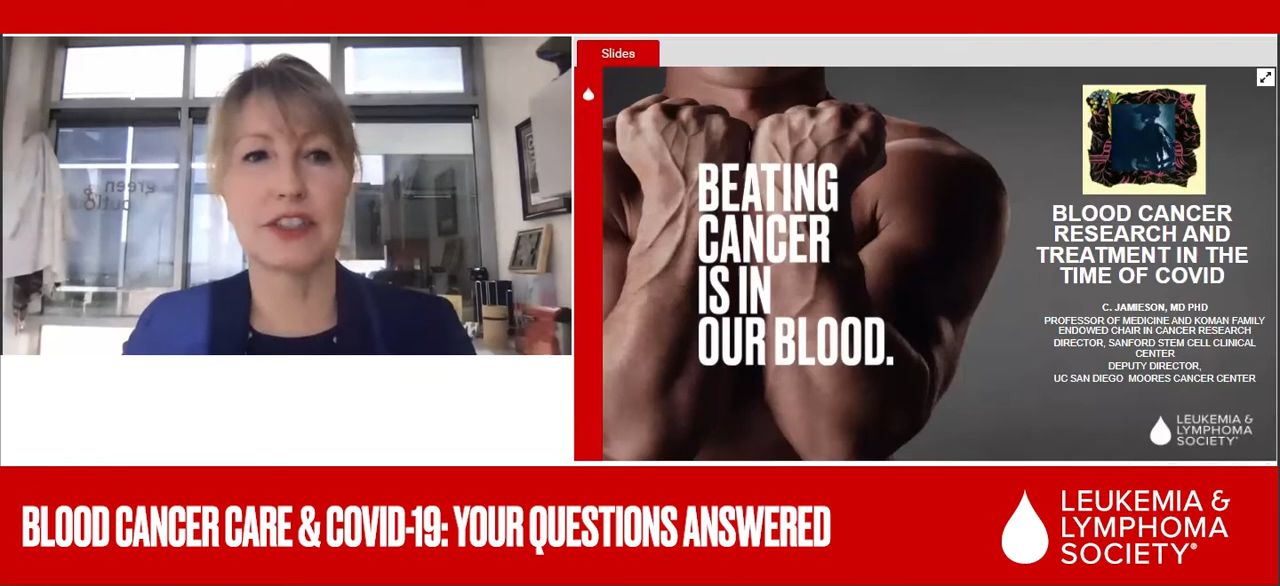 Slides
green &
outlo
BEATING
CANCER
IS IN
OUR BLOOD.
BLOOD CANCER
RESEARCH AND
TREATMENT IN THE
TIME OF COVID
C. JAMIESON, MD PHD
PROFESSOR OF MEDICINE AND KOMAN FAMILY
ENDOWED CHAIR IN CANCER RESEARCH
DIRECTOR, SANFORD STEM CELL CLINICAL
CENTER
DEPUTY DIRECTOR,
UC SAN DIEGO MOORES CANCER CENTER
LEUKEMIA &
LYMPHOMA
SOCIETY®
BLOOD CANCER CARE & COVID-19: YOUR QUESTIONS ANSWERED
LEUKEMIA &
LYMPHOMA
SOCIETY®